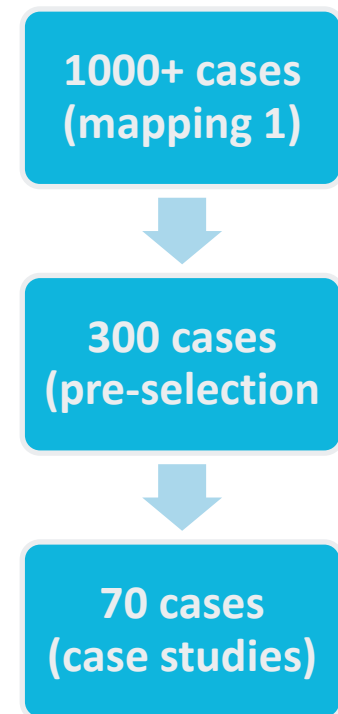 1000+ cases
(mapping 1)
300 cases
(pre-selection
70 cases
(case studies)